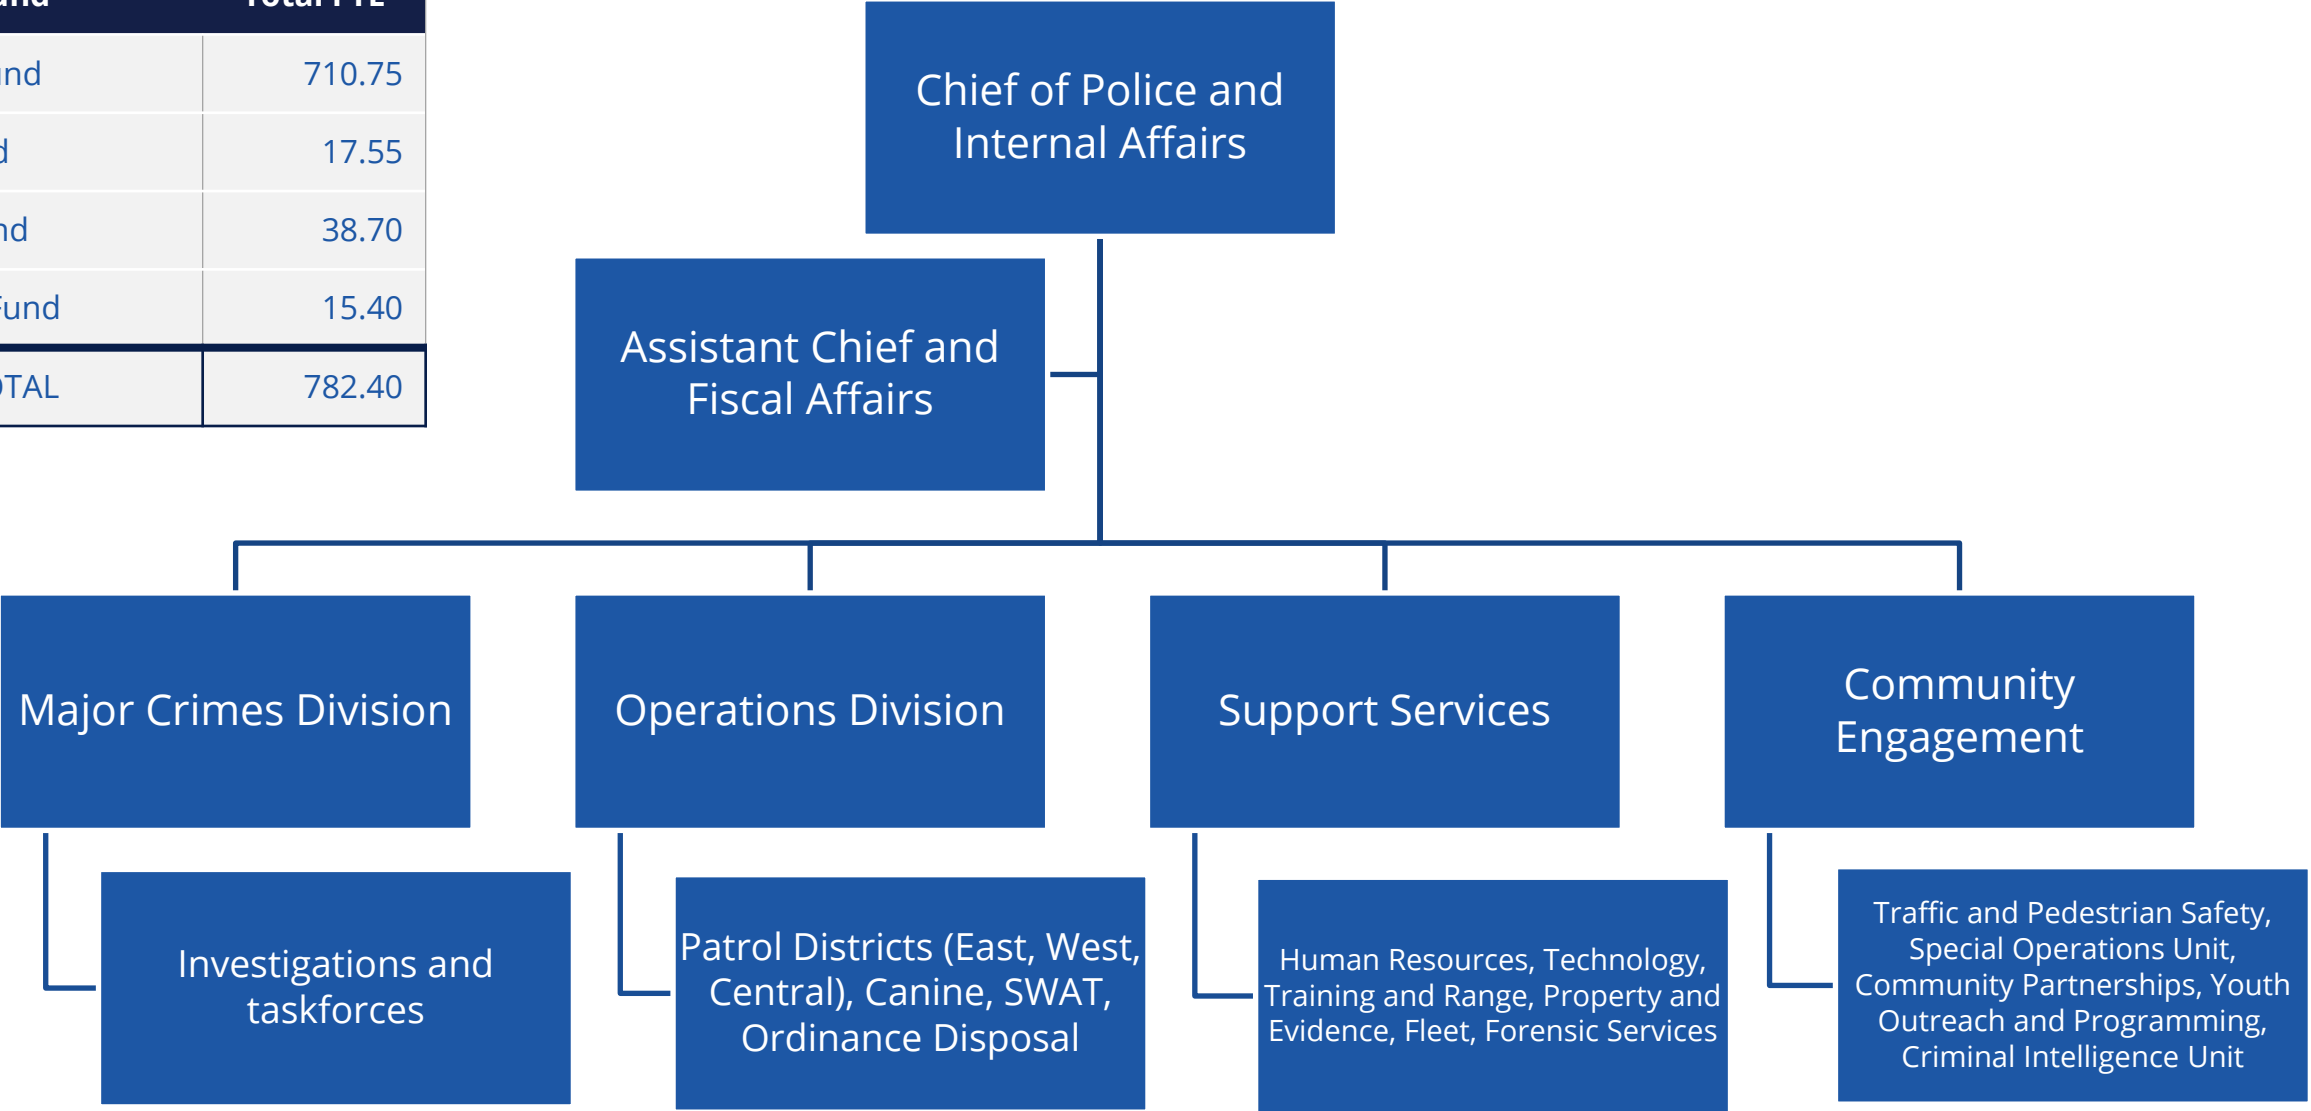 Total FTE
710.75
17.55
38.70
Fund 15.40
782.40
Chief of Police and
Internal Affairs
Assistant Chief and
Fiscal Affairs
Major Crimes Division
Operations Division
Support Services
Community
Engagement
Investigations and
taskforces
Patrol Districts (East, West,
Central), Canine, SWAT,
Ordinance Disposal
Human Resources, Technology,
Training and Range, Property and
Evidence, Fleet, Forensic Services
Traffic and Pedestrian Safety,
Special Operations Unit,
Community Partnerships, Youth
Outreach and Programming,
Criminal Intelligence Unit